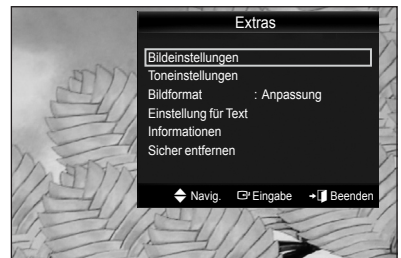 Extras
Bildeinstellungen
Toneinstellungen
Bildformat : Anpassung
Einstellung für Text
Informationen
Sicher entfernen
Navig. Eingabe Beenden